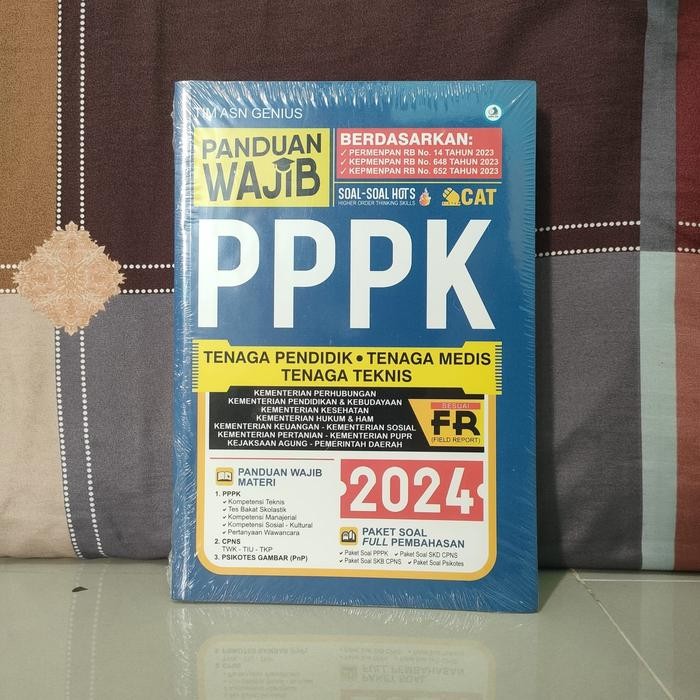 TIM ASN GENIUS
PANDUAN
WAJIB
BERDASARKAN:
✓ PERMENPAN RB No. 14 TAHUN 2023
✓ KEPMENPAN RB No. 648 TAHUN 2023
✓ KEPMENPAN RB No. 652 TAHUN 2023
SOAL-SOAL HOTS
HIGHER ORDER THINKING SKILLS
CAT
PPPK
TENAGA PENDIDIK • TENAGA MEDIS
TENAGA TEKNIS
KEMENTERIAN PERHUBUNGAN
KEMENTERIAN PENDIDIKAN & KEBUDAYAAN
KEMENTERIAN KESEHATAN
KEMENTERIAN HUKUM & HAM
KEMENTERIAN KEUANGAN - KEMENTERIAN SOSIAL
KEMENTERIAN PERTANIAN - KEMENTERIAN PUPR
KEJAKSAAN AGUNG - PEMERINTAH DAERAH
SESUAI
FR
(FIELD REPORT)
PANDUAN WAJIB
MATERI
1. PPPK
✓ Kompetensi Teknis
✓ Tes Bakat Skolastik
✓ Kompetensi Manajerial
✓ Kompetensi Sosial - Kultural
✓ Pertanyaan Wawancara
2. CPNS
TWK - TIU - TKP
3. PSIKOTES GAMBAR (PnP)
2024
PAKET SOAL
FULL PEMBAHASAN
✓ Paket Soal PPPK ✓ Paket Soal SKD CPNS
✓ Paket Soal SKB CPNS ✓ Paket Soal Psikotes